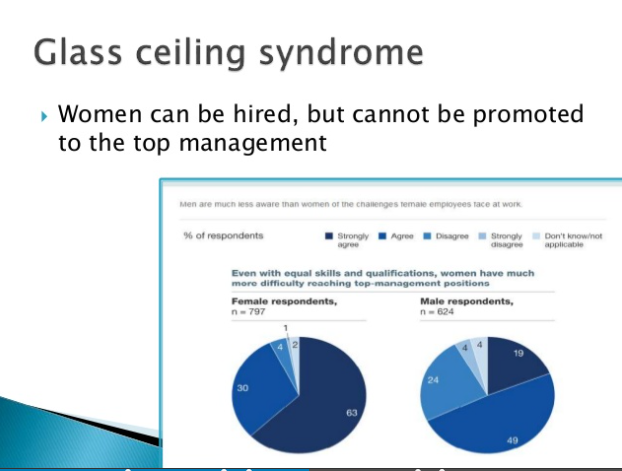 Glass ceiling syndrome
Women can be hired, but cannot be promoted
to the top management
Men are much less aware than women of the challenges female employees face at work.
% of respondents
Strongly agree
Agree
Disagree
Strongly disagree
Don't know/not applicable
Even with equal skills and qualifications, women have much
more difficulty reaching top-management positions
Female respondents,
n = 797
1
4
2
30
63
Male respondents,
n = 624
4
4
19
24
49